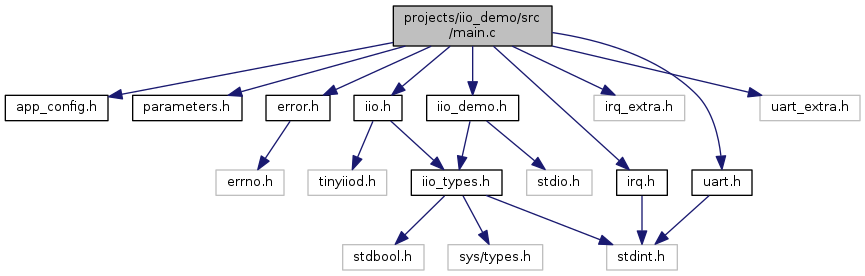 projects/iio_demo/src
/main.c
app_config.h
parameters.h
error.h
iio.h
iio_demo.h
irq_extra.h
uart_extra.h
errno.h
tinyiiod.h
iio_types.h
stdio.h
irq.h
uart.h
stdbool.h
sys/types.h
stdint.h